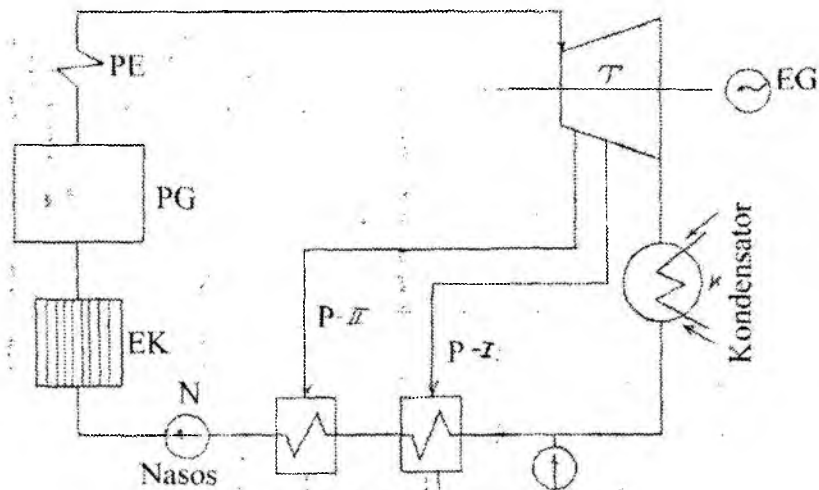 PE
T
EG
PG
P-II
P-I
K
Kondensator
EK
N
Nasos